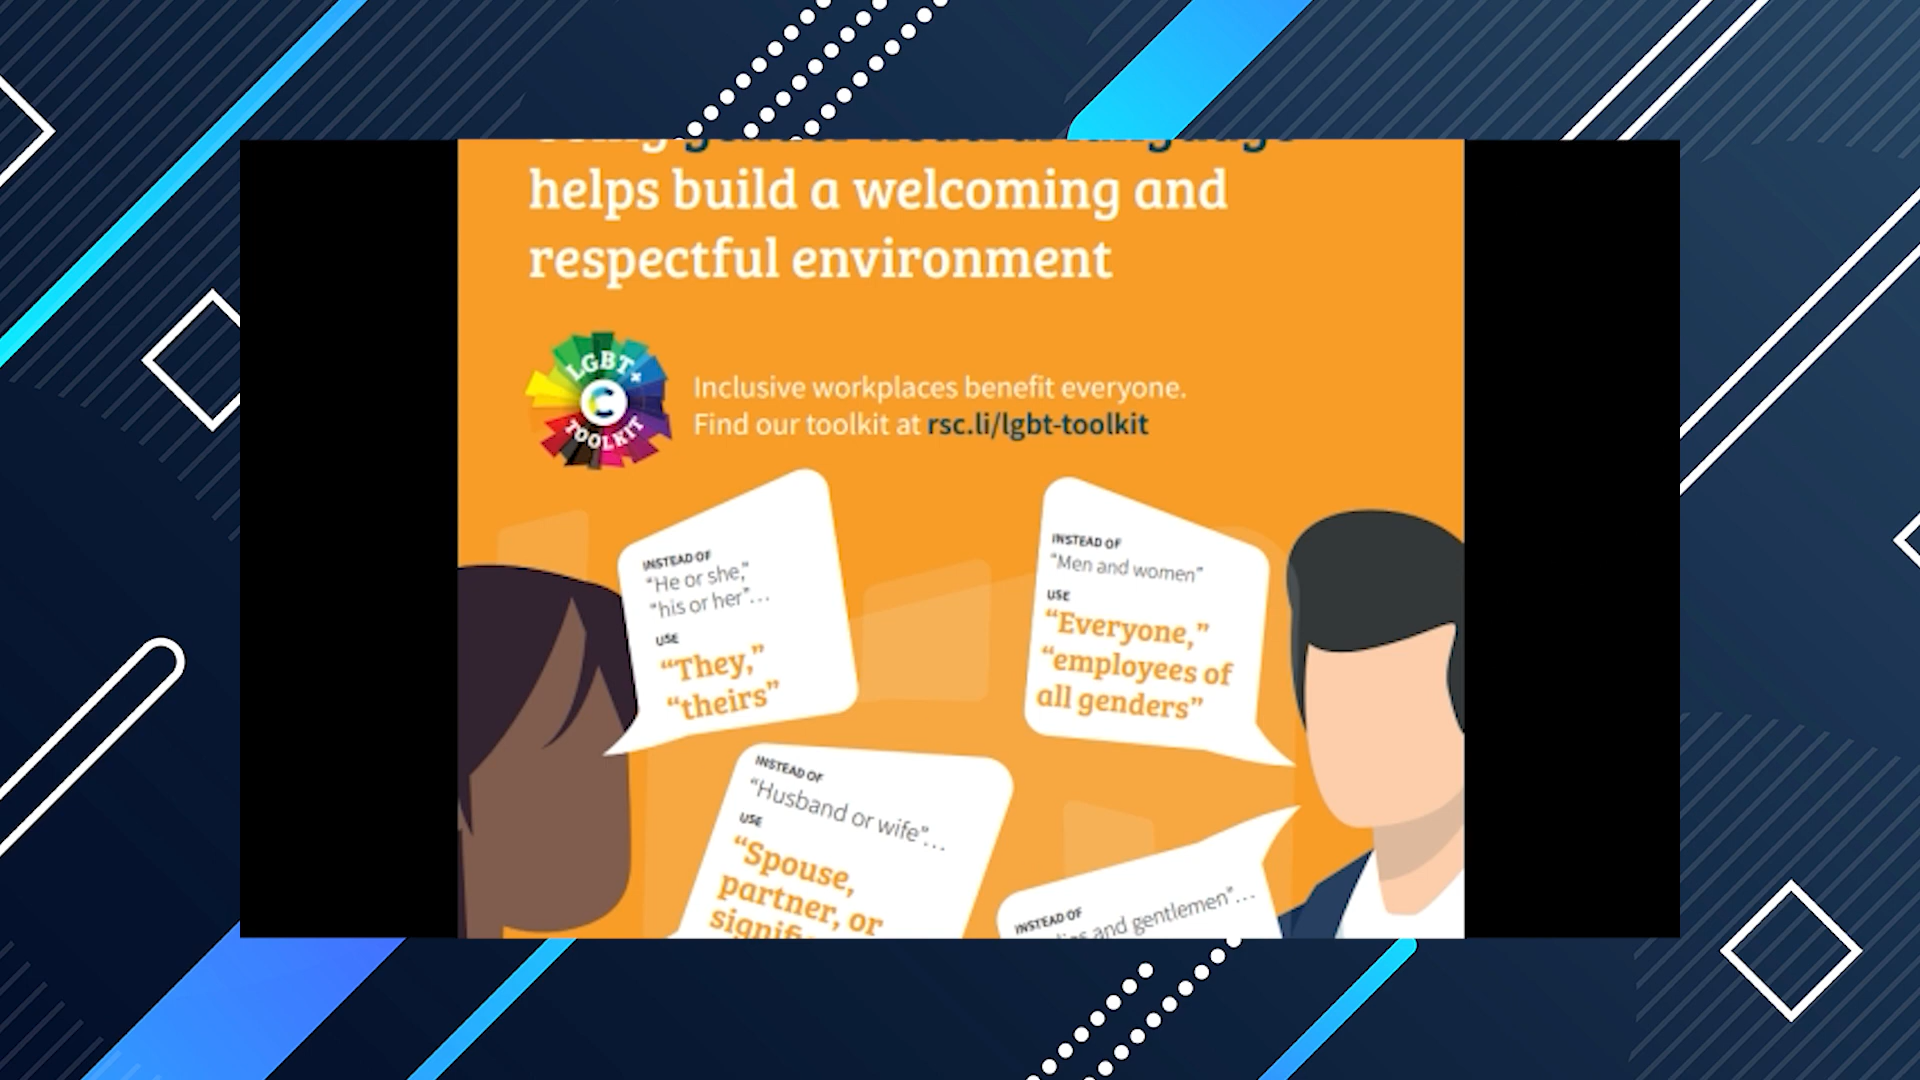 helps build a welcoming and
respectful environment
LGBT+
C
TOOLKIT
Inclusive workplaces benefit everyone.
Find our toolkit at rsc.li/lgbt-toolkit
INSTEAD OF
“He or she,”
“his or her”...
USE
“They,”
“theirs”
INSTEAD OF
“Men and women”
USE
“Everyone,”
“employees of
all genders”
INSTEAD OF
“Husband or wife”...
USE
“Spouse,
partner, or
INSTEAD OF
and gentlemen”...